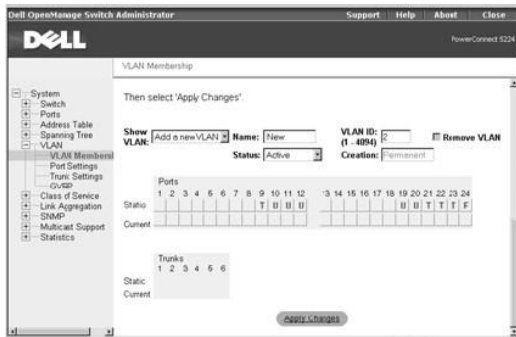 Dell OpenManage Switch Administrator
Support Help About Close
DELL
PowerConnect 5224
VLAN Membership
System
Switch
Ports
Address Table
Spanning Tree
VLAN
VLAN Membersl
Port Settings
Trunk Settings
GVRP
Class of Service
Link Aggregation
SNMP
Multicast Support
Statistics
Then select 'Apply Changes'.
Show VLAN: Add a new VLAN Name: New VLAN ID: (1 - 4094) 2 Remove VLAN
Status: Active Creation: Permanent
Ports
1 2 3 4 5 6 7 8 9 10 11 12 13 14 15 16 17 18 19 20 21 22 23 24
Static T U U U U U T T T F
Current
Trunks
1 2 3 4 5 6
Static
Current
Apply Changes